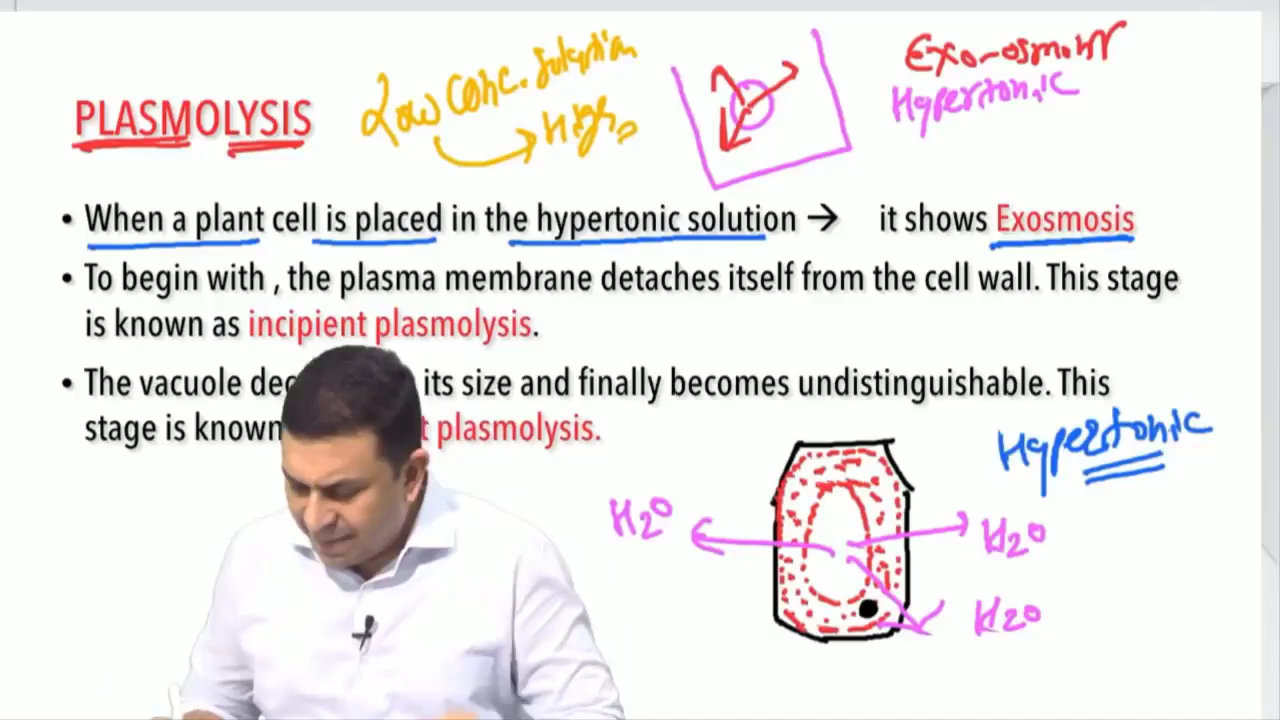 Low Conc. Solution
High
Exo-osmosis
Hypertonic
PLASMOLYSIS
• When a plant cell is placed in the hypertonic solution → it shows Exosmosis
• To begin with , the plasma membrane detaches itself from the cell wall. This stage
is known as incipient plasmolysis.
• The vacuole its size and finally becomes undistinguishable. This
stage is known plasmolysis.
Hypertonic
H2O
H2O
H2O